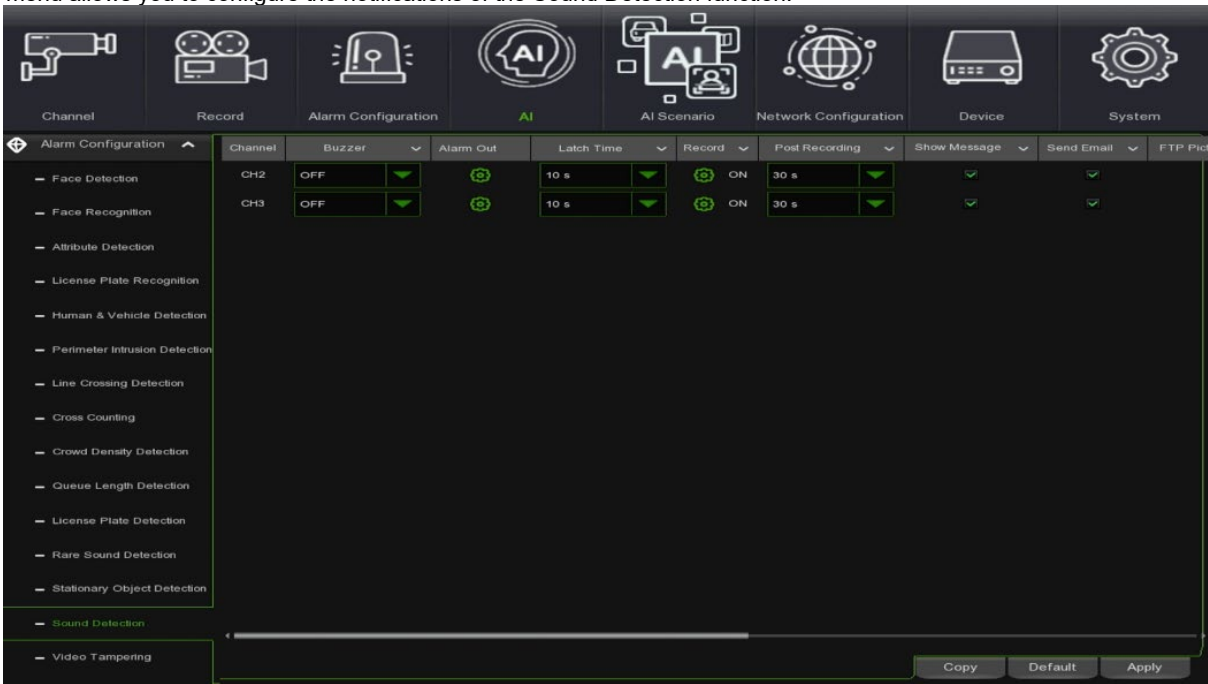 menu allows you to configure the notifications of the Sound Detection function.
AI
AI
Channel
Record
Alarm Configuration
AI
AI Scenario
Network Configuration
Device
System
Alarm Configuration
Channel Buzzer Alarm Out Latch Time Record Post Recording Show Message Send Email FTP Pic
CH2 OFF 10 s ON 30 s
CH3 OFF 10 s ON 30 s
Face Detection
Face Recognition
Attribute Detection
License Plate Recognition
Human & Vehicle Detection
Perimeter Intrusion Detection
Line Crossing Detection
Cross Counting
Crowd Density Detection
Queue Length Detection
License Plate Detection
Rare Sound Detection
Stationary Object Detection
Sound Detection
Video Tampering
Copy
Default
Apply